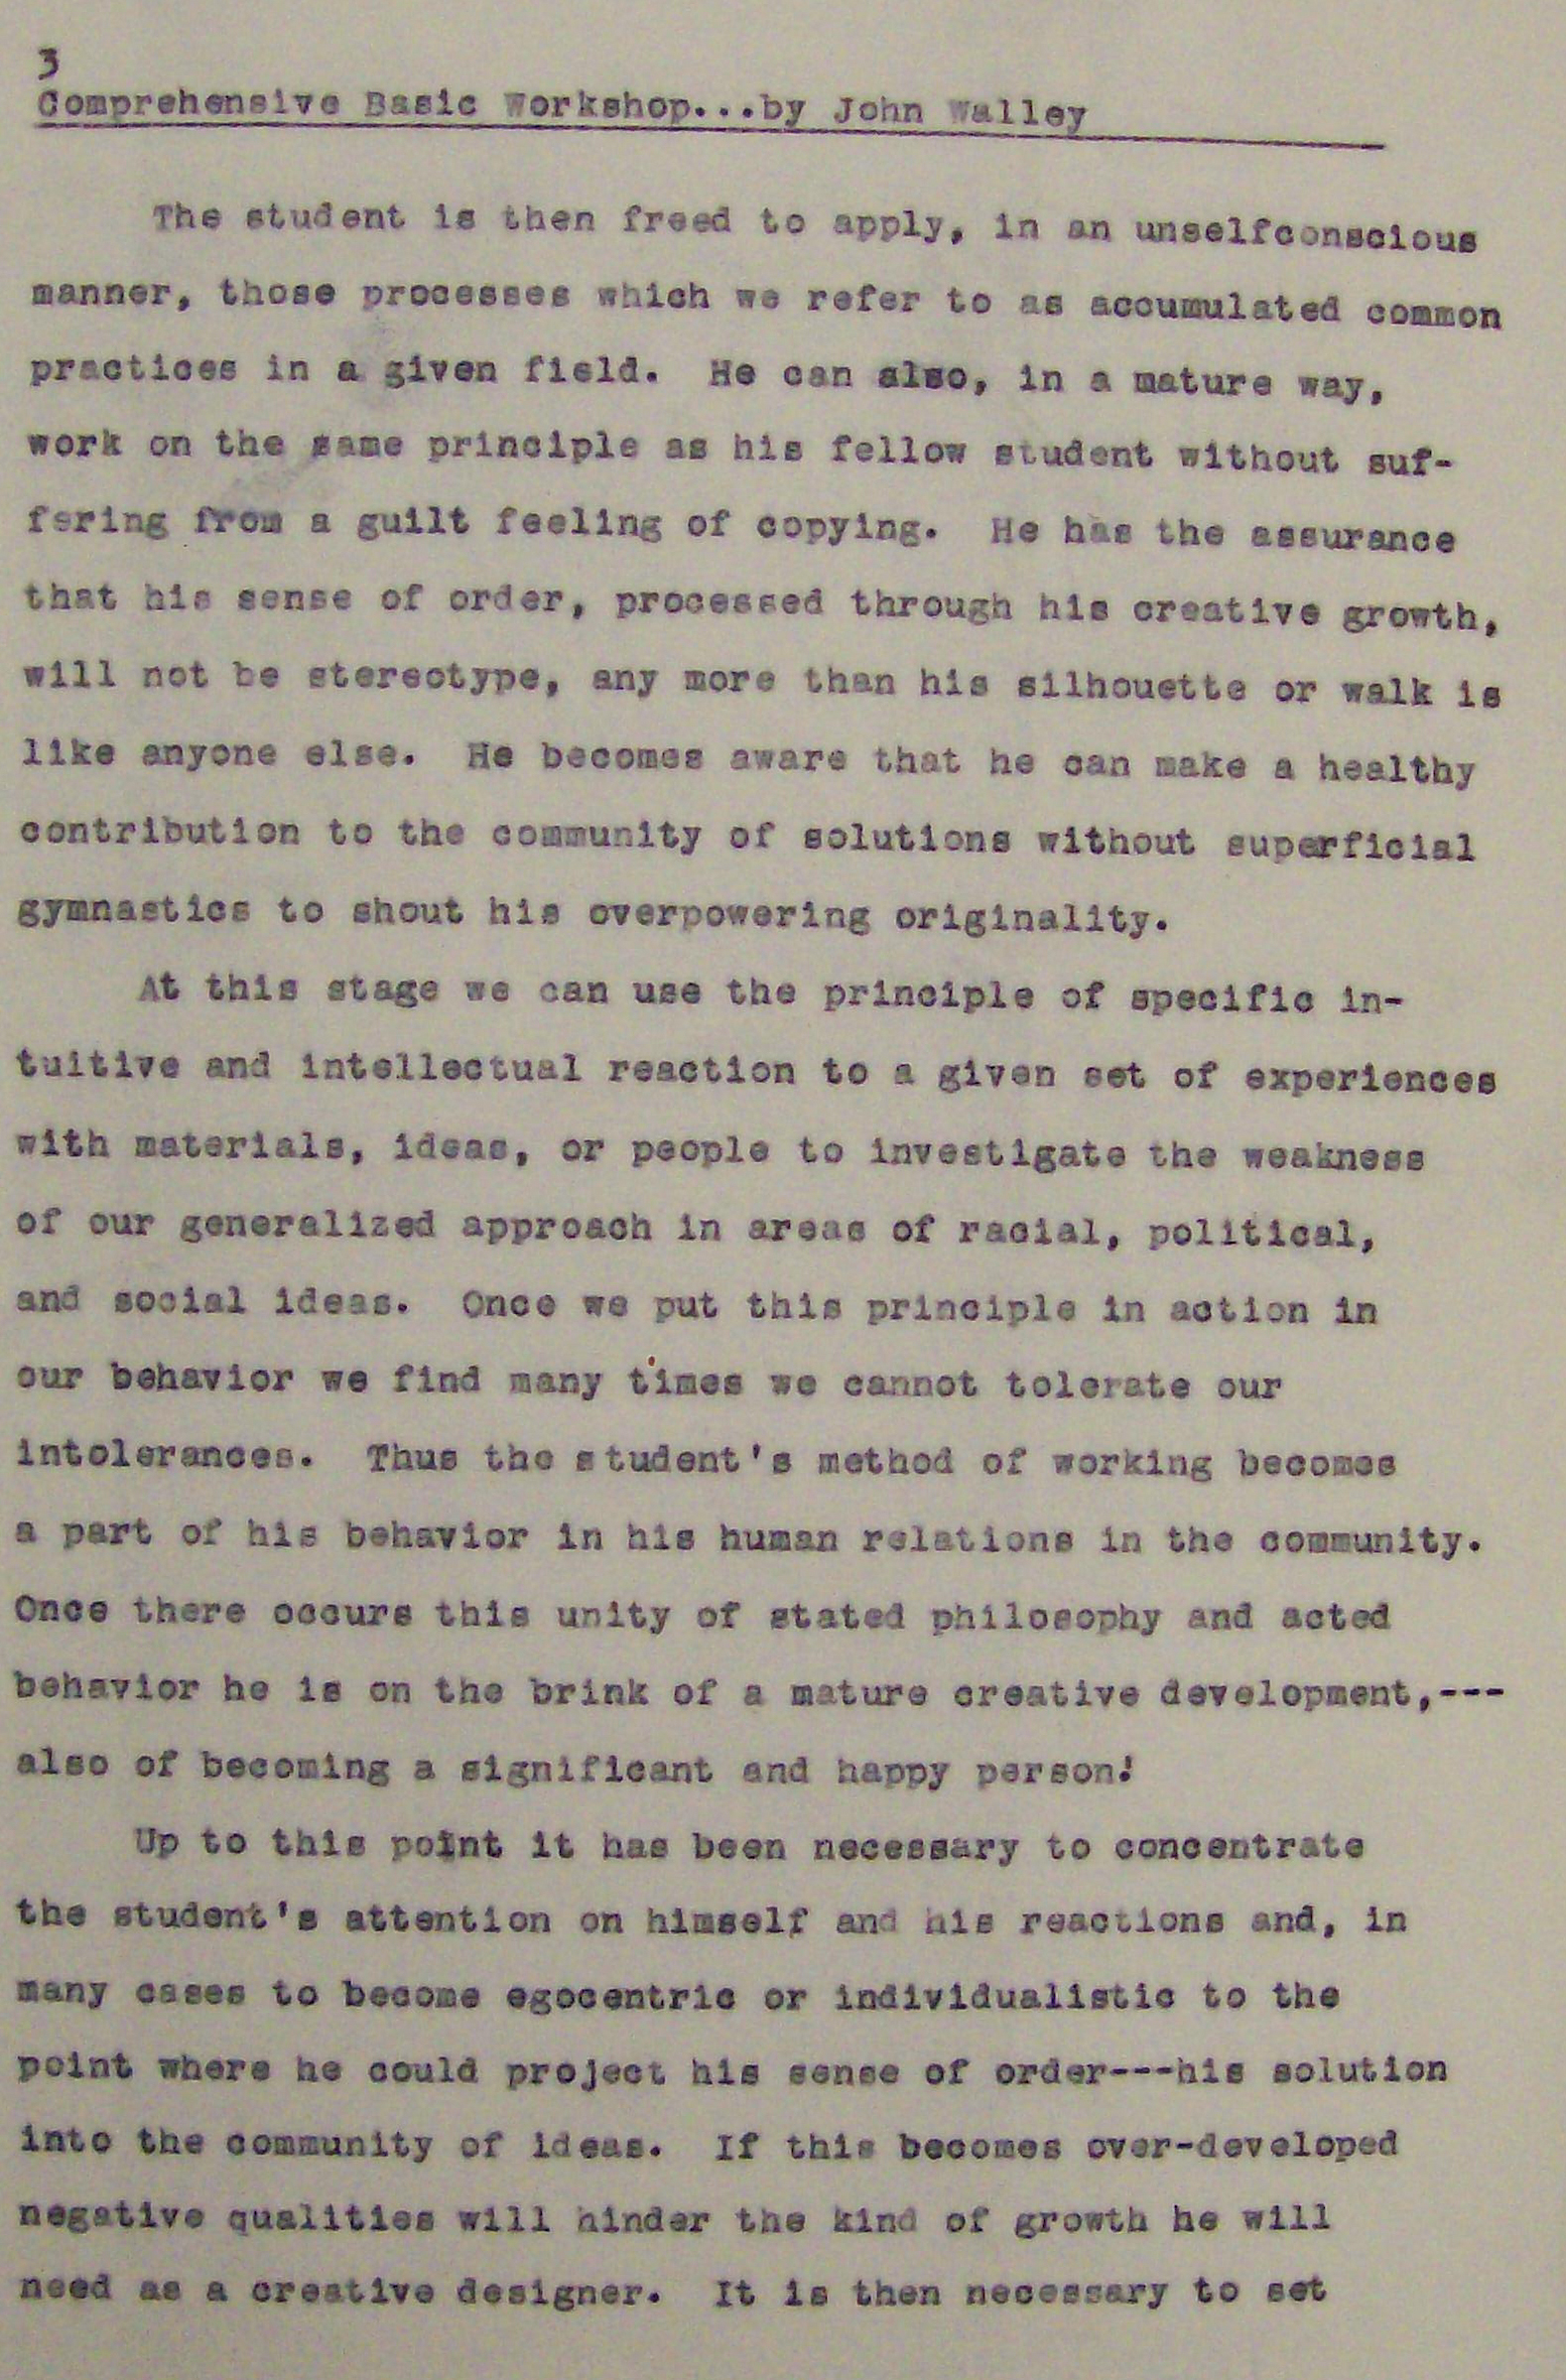 3
Comprehensive Basic Workshop...by John Walley
The student is then freed to apply, in an unselfconscious
manner, those processes which we refer to as accumulated common
practices in a given field. He can also, in a mature way,
work on the same principle as his fellow student without suf-
fering from a guilt feeling of copying. He has the assurance
that his sense of order, processed through his creative growth,
will not be stereotype, any more than his silhouette or walk is
like anyone else. He becomes aware that he can make a healthy
contribution to the community of solutions without superficial
gymnastics to shout his overpowering originality.
At this stage we can use the principle of specific in-
tuitive and intellectual reaction to a given set of experiences
with materials, ideas, or people to investigate the weakness
of our generalized approach in areas of racial, political,
and social ideas. Once we put this principle in action in
our behavior we find many times we cannot tolerate our
intolerances. Thus the student's method of working becomes
a part of his behavior in his human relations in the community.
Once there occurs this unity of stated philosophy and acted
behavior he is on the brink of a mature creative development,---
also of becoming a significant and happy person!
Up to this point it has been necessary to concentrate
the student's attention on himself and his reactions and, in
many cases to become egocentric or individualistic to the
point where he could project his sense of order---his solution
into the community of ideas. If this becomes over-developed
negative qualities will hinder the kind of growth he will
need as a creative designer. It is then necessary to set